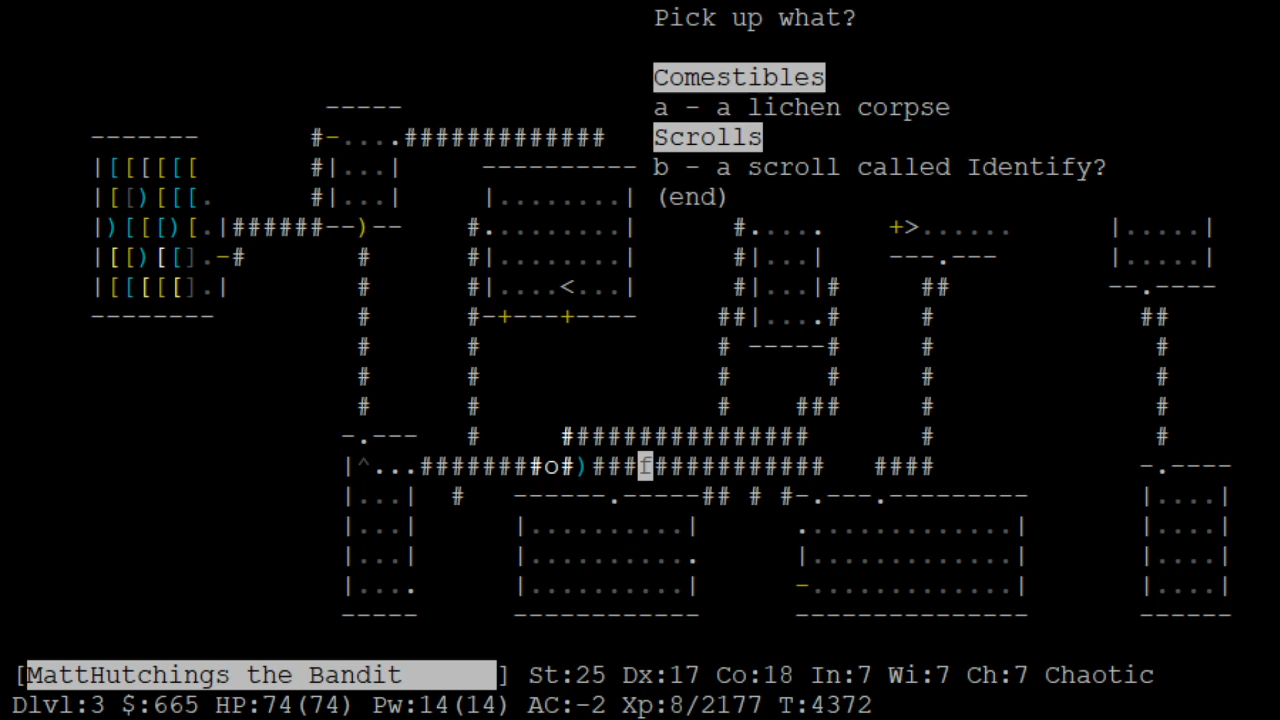 Pick up what?
Comestibles
a - a lichen corpse
Scrolls
b - a scroll called Identify?
(end)
-----
------- #-....#############
|[[[[[[ #|...| ----------
|[[)[[[. #|...| |........|
|)[[[)[.|######--)-- #.........| #..... +>...... |.....|
|[[)[[].-# # #|........| #|...| ---.--- |.....|
|[[[[[].| # #|....<...| #|...|# ## --.----
-------- # #-+---+---- ##|....# # ##
# # # -----# # #
# # # # # #
# # # ### # #
-.--- # ################ # #
|^...########o#)###f########### #### -.----
|...| # ------.-----## # #-.---.--------- |....|
|...| |..........| ..............| |....|
|...| |........... |.............| |....|
|.... |..........| -.............| |....|
----- ------------ --------------- ------
[MattHutchings the Bandit ] St:25 Dx:17 Co:18 In:7 Wi:7 Ch:7 Chaotic
Dlvl:3 $:665 HP:74(74) Pw:14(14) AC:-2 Xp:8/2177 T:4372